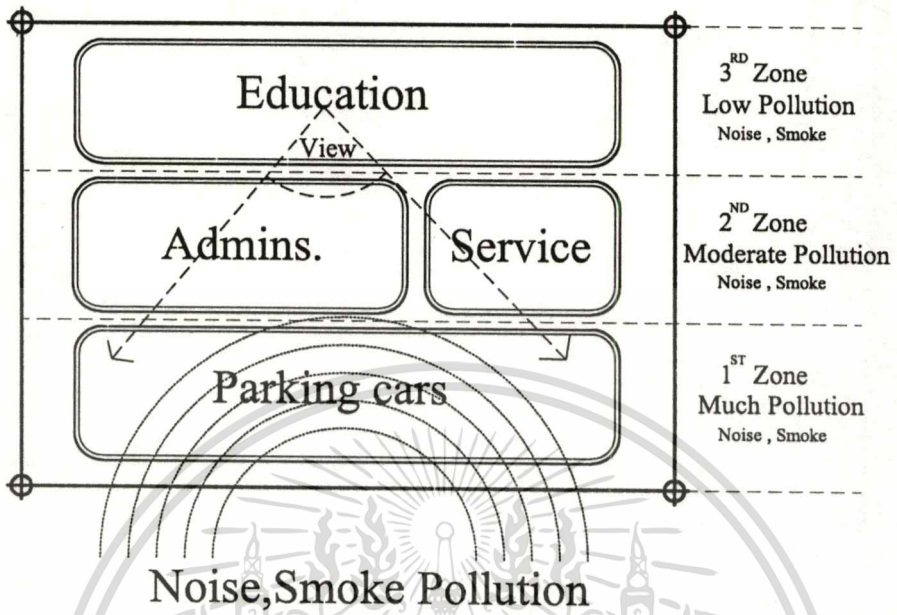 Education
View
Admins.
Service
Parking cars
Noise,Smoke Pollution
3RD Zone
Low Pollution
Noise , Smoke
2ND Zone
Moderate Pollution
Noise , Smoke
1ST Zone
Much Pollution
Noise , Smoke